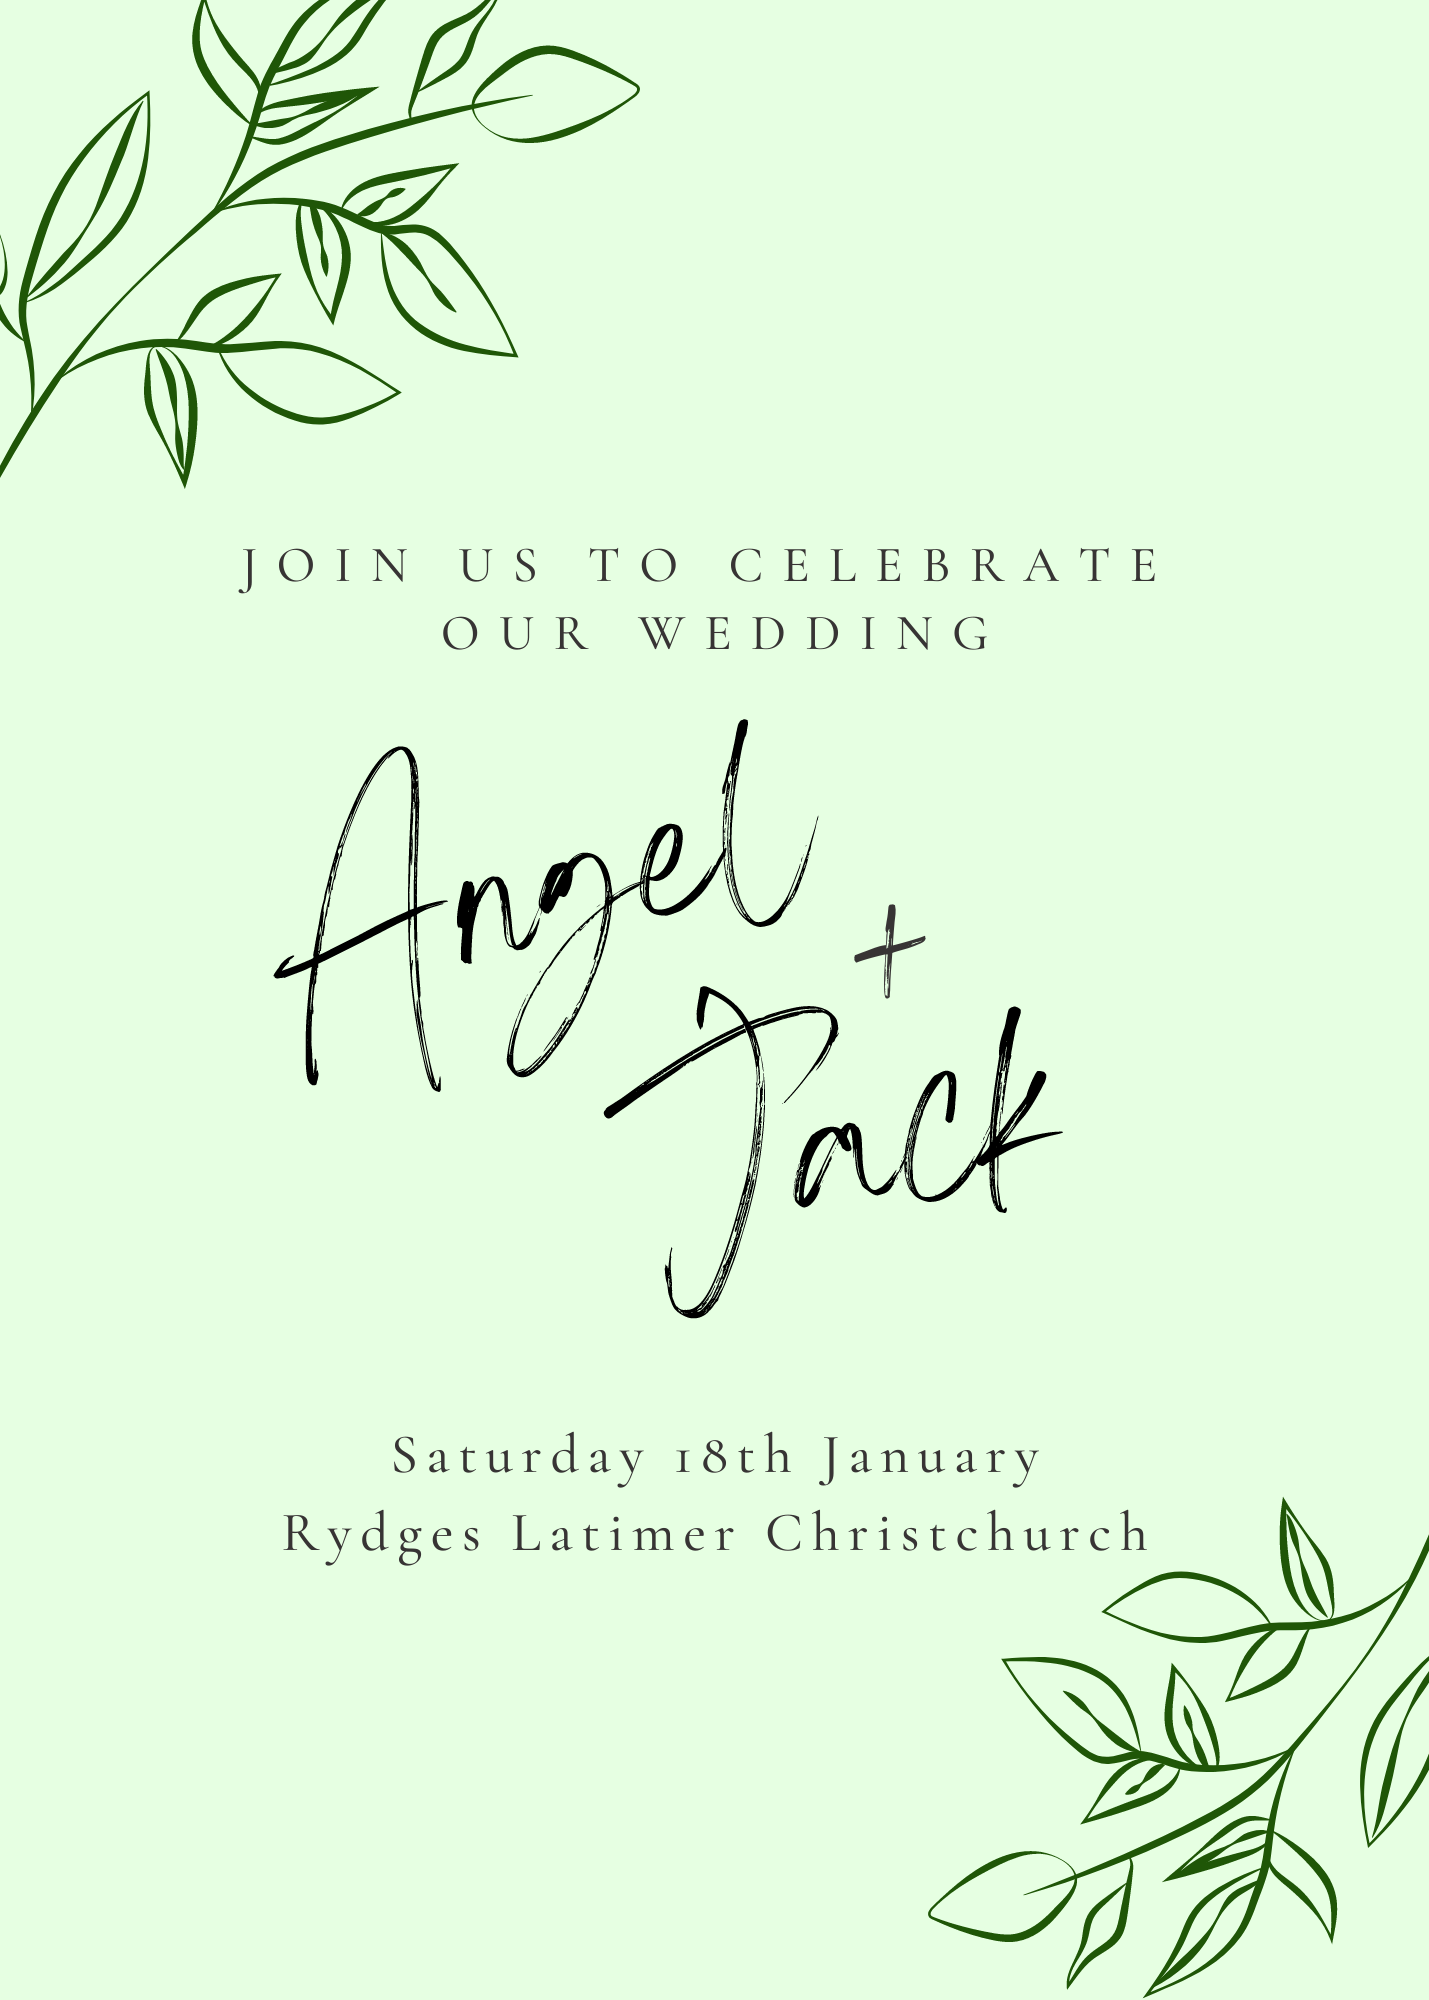 JOIN US TO CELEBRATE
OUR WEDDING
Angel
+
Jack
Saturday 18th January
Rydges Latimer Christchurch